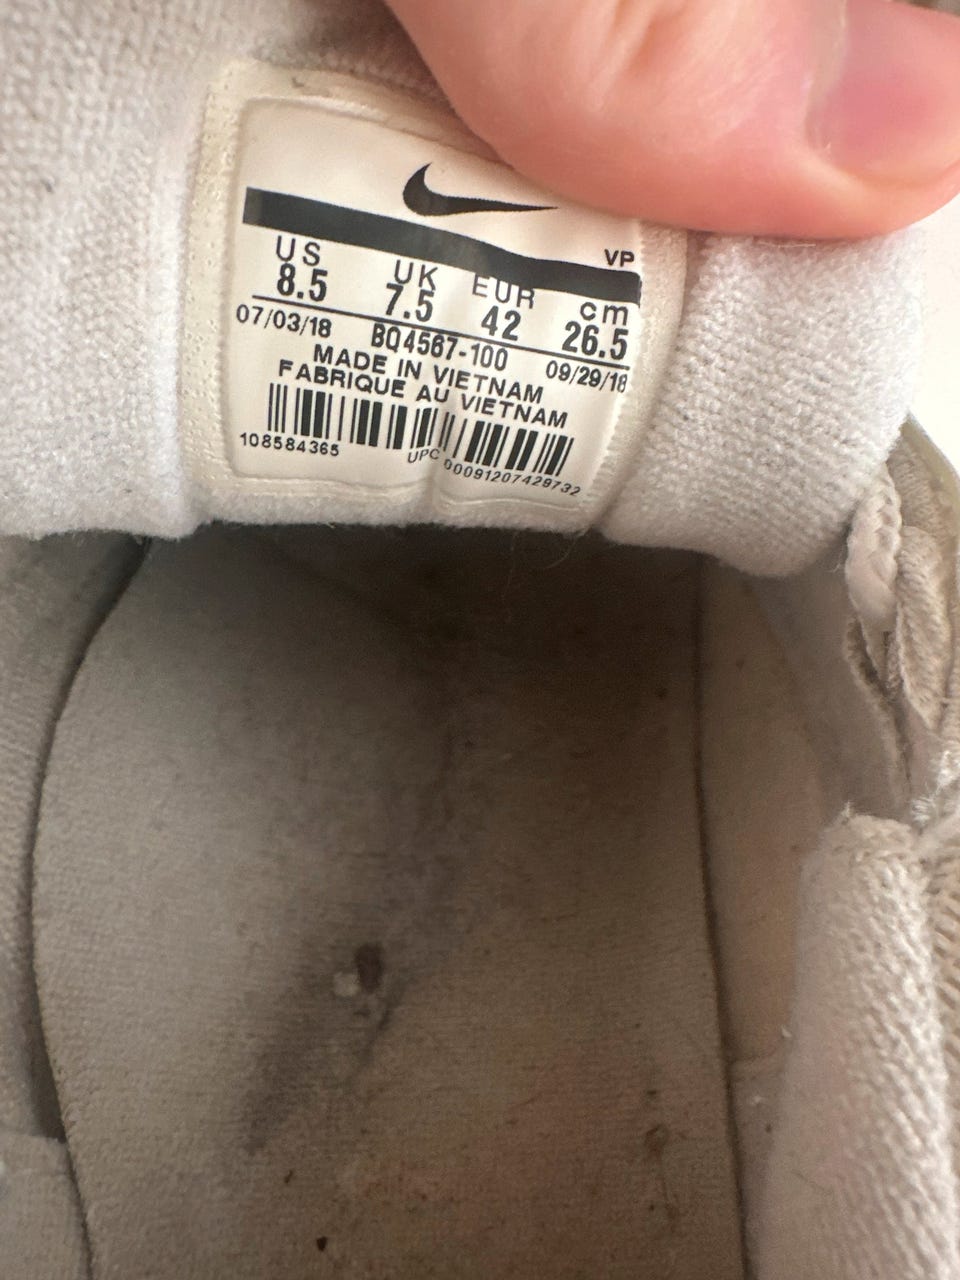 VP
US UK EUR cm
8.5 7.5 42 26.5
07/03/18 BQ4567-100 09/29/18
MADE IN VIETNAM
FABRIQUE AU VIETNAM
108584365 UPC 00091207429732